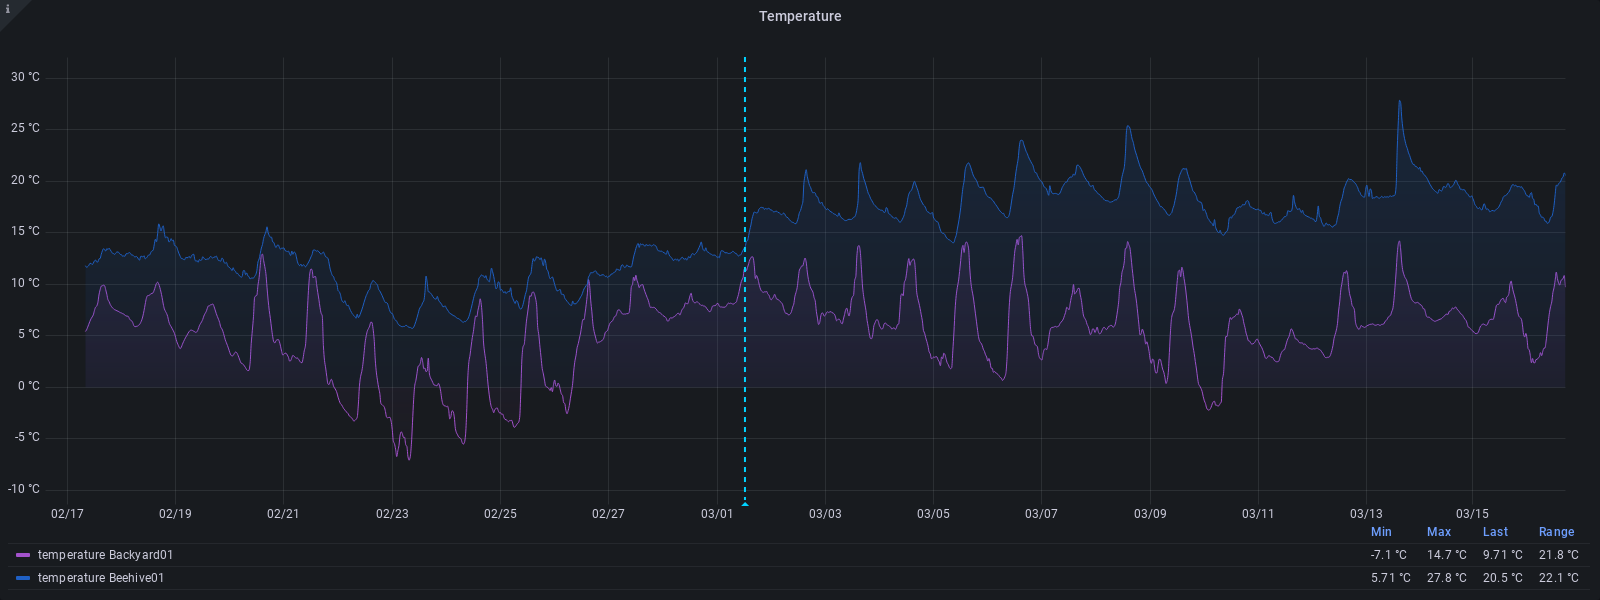 i
Temperature
30 °C
25 °C
20 °C
15 °C
10 °C
5 °C
0 °C
-5 °C
-10 °C
02/17 02/19 02/21 02/23 02/25 02/27 03/01 03/03 03/05 03/07 03/09 03/11 03/13 03/15
Min Max Last Range
temperature Backyard01 -7.1 °C 14.7 °C 9.71 °C 21.8 °C
temperature Beehive01 5.71 °C 27.8 °C 20.5 °C 22.1 °C